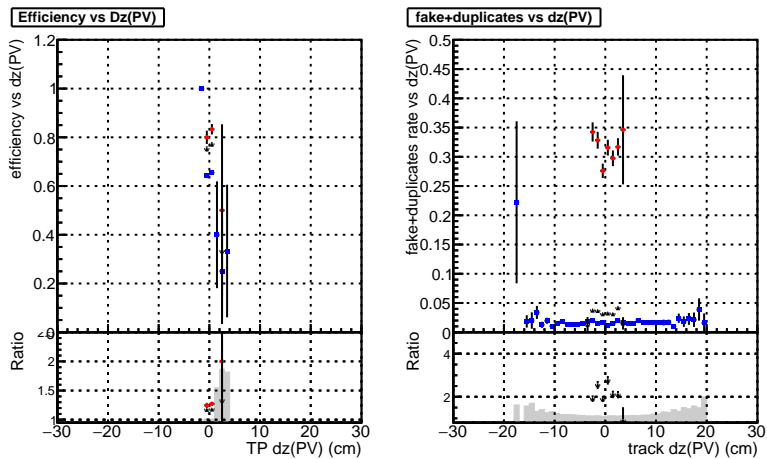 Efficiency vs Dz(PV)
efficiency vs dz(PV)
1.2
1
0.8
0.6
0.4
0.2
0
Ratio
2
1.5
1
−30 −20 −10 0 10 20 30
TP dz(PV) (cm)
fake+duplicates vs dz(PV)
fake+duplicates rate vs dz(PV)
0.5
0.45
0.4
0.35
0.3
0.25
0.2
0.15
0.1
0.05
0
Ratio
4
2
−30 −20 −10 0 10 20 30
track dz(PV) (cm)